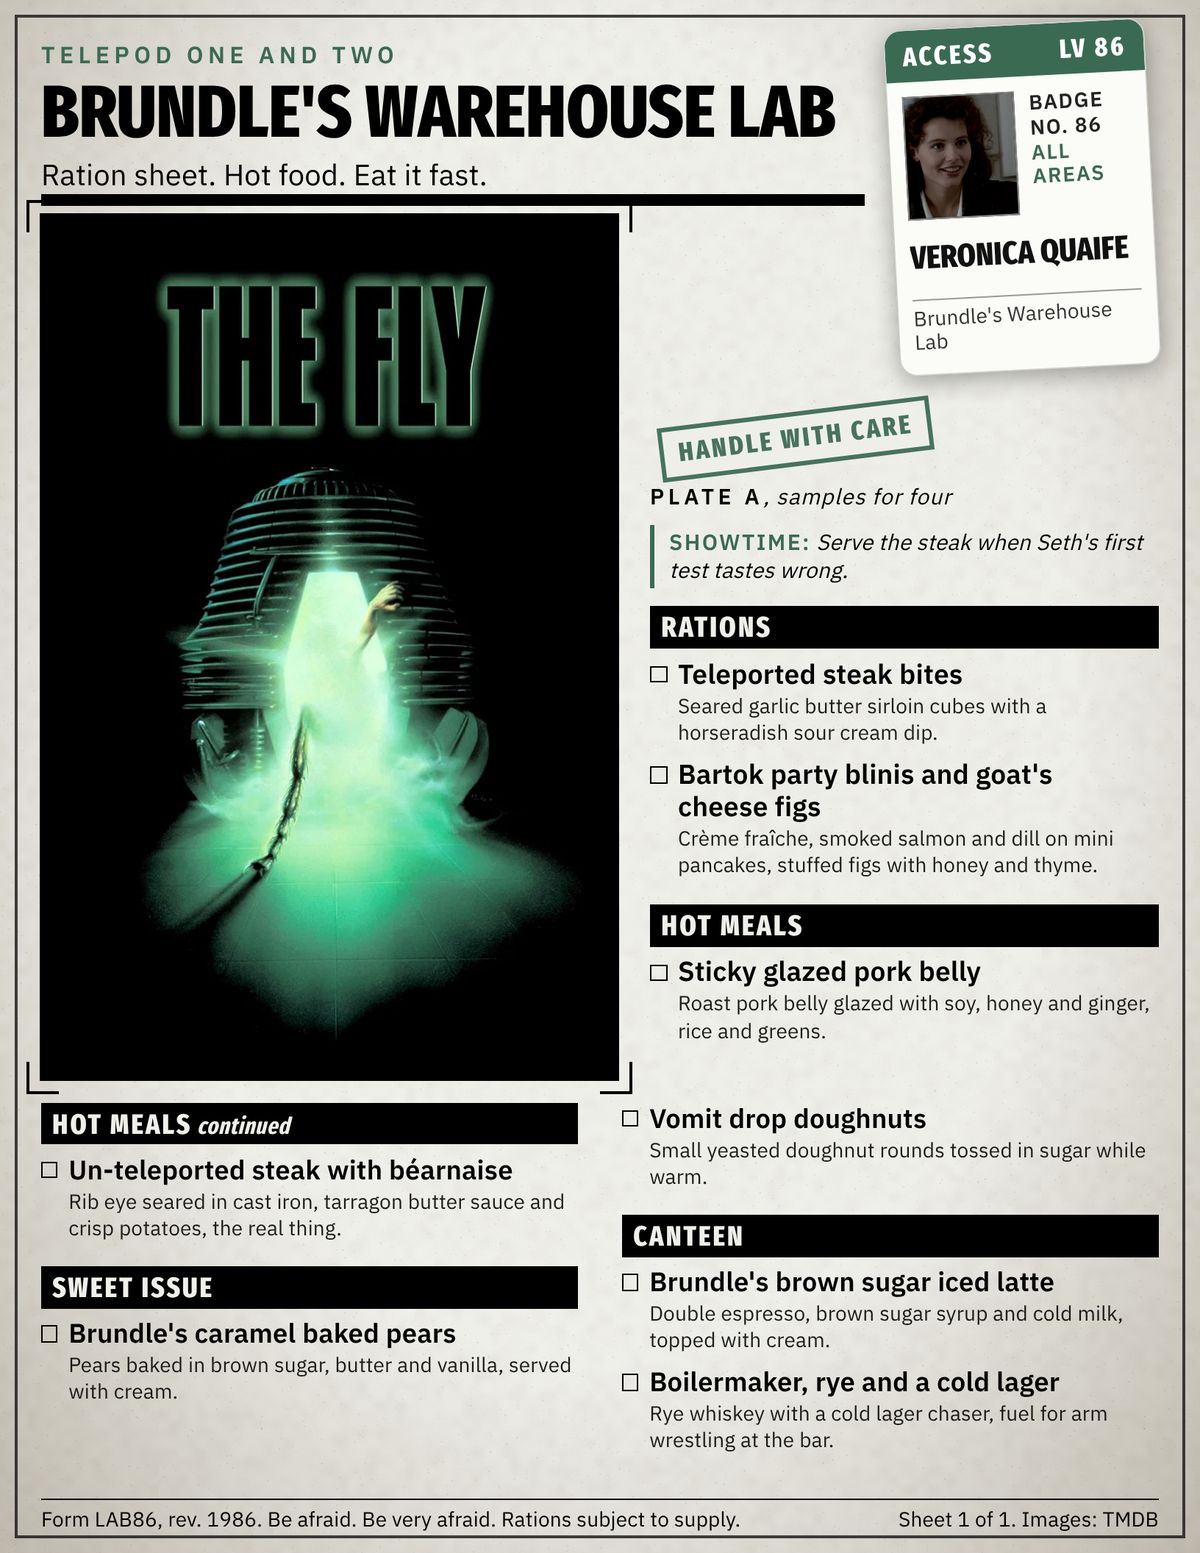 TELEPOD ONE AND TWO
BRUNDLE'S WAREHOUSE LAB
Ration sheet. Hot food. Eat it fast.
ACCESS LV 86
BADGE
NO. 86
ALL
AREAS
VERONICA QUAIFE
Brundle's Warehouse
Lab
THE FLY
HANDLE WITH CARE
PLATE A, samples for four
SHOWTIME: Serve the steak when Seth's first
test tastes wrong.
RATIONS
Teleported steak bites
Seared garlic butter sirloin cubes with a
horseradish sour cream dip.
Bartok party blinis and goat's
cheese figs
Crème fraîche, smoked salmon and dill on mini
pancakes, stuffed figs with honey and thyme.
HOT MEALS
Sticky glazed pork belly
Roast pork belly glazed with soy, honey and ginger,
rice and greens.
HOT MEALS continued
Un-teleported steak with béarnaise
Rib eye seared in cast iron, tarragon butter sauce and
crisp potatoes, the real thing.
SWEET ISSUE
Brundle's caramel baked pears
Pears baked in brown sugar, butter and vanilla, served
with cream.
Vomit drop doughnuts
Small yeasted doughnut rounds tossed in sugar while
warm.
CANTEEN
Brundle's brown sugar iced latte
Double espresso, brown sugar syrup and cold milk,
topped with cream.
Boilermaker, rye and a cold lager
Rye whiskey with a cold lager chaser, fuel for arm
wrestling at the bar.
Form LAB86, rev. 1986. Be afraid. Be very afraid. Rations subject to supply.
Sheet 1 of 1. Images: TMDB